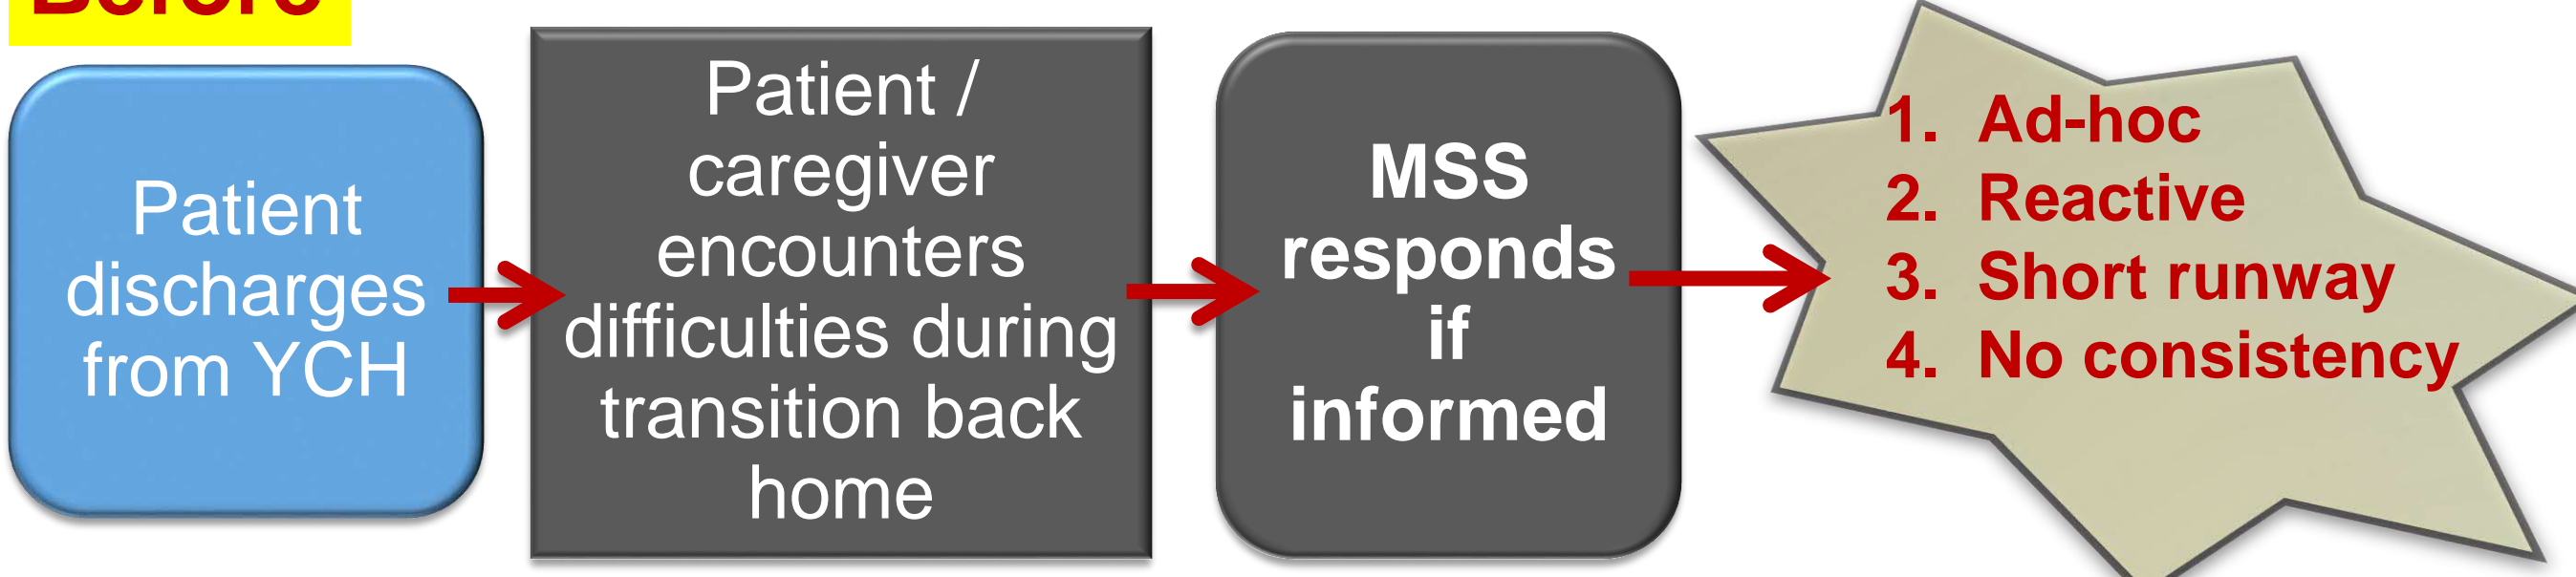 Before
Patient
discharges
from YCH
Patient /
caregiver
encounters
difficulties during
transition back
home
MSS
responds
if
informed
1. Ad-hoc
2. Reactive
3. Short runway
4. No consistency